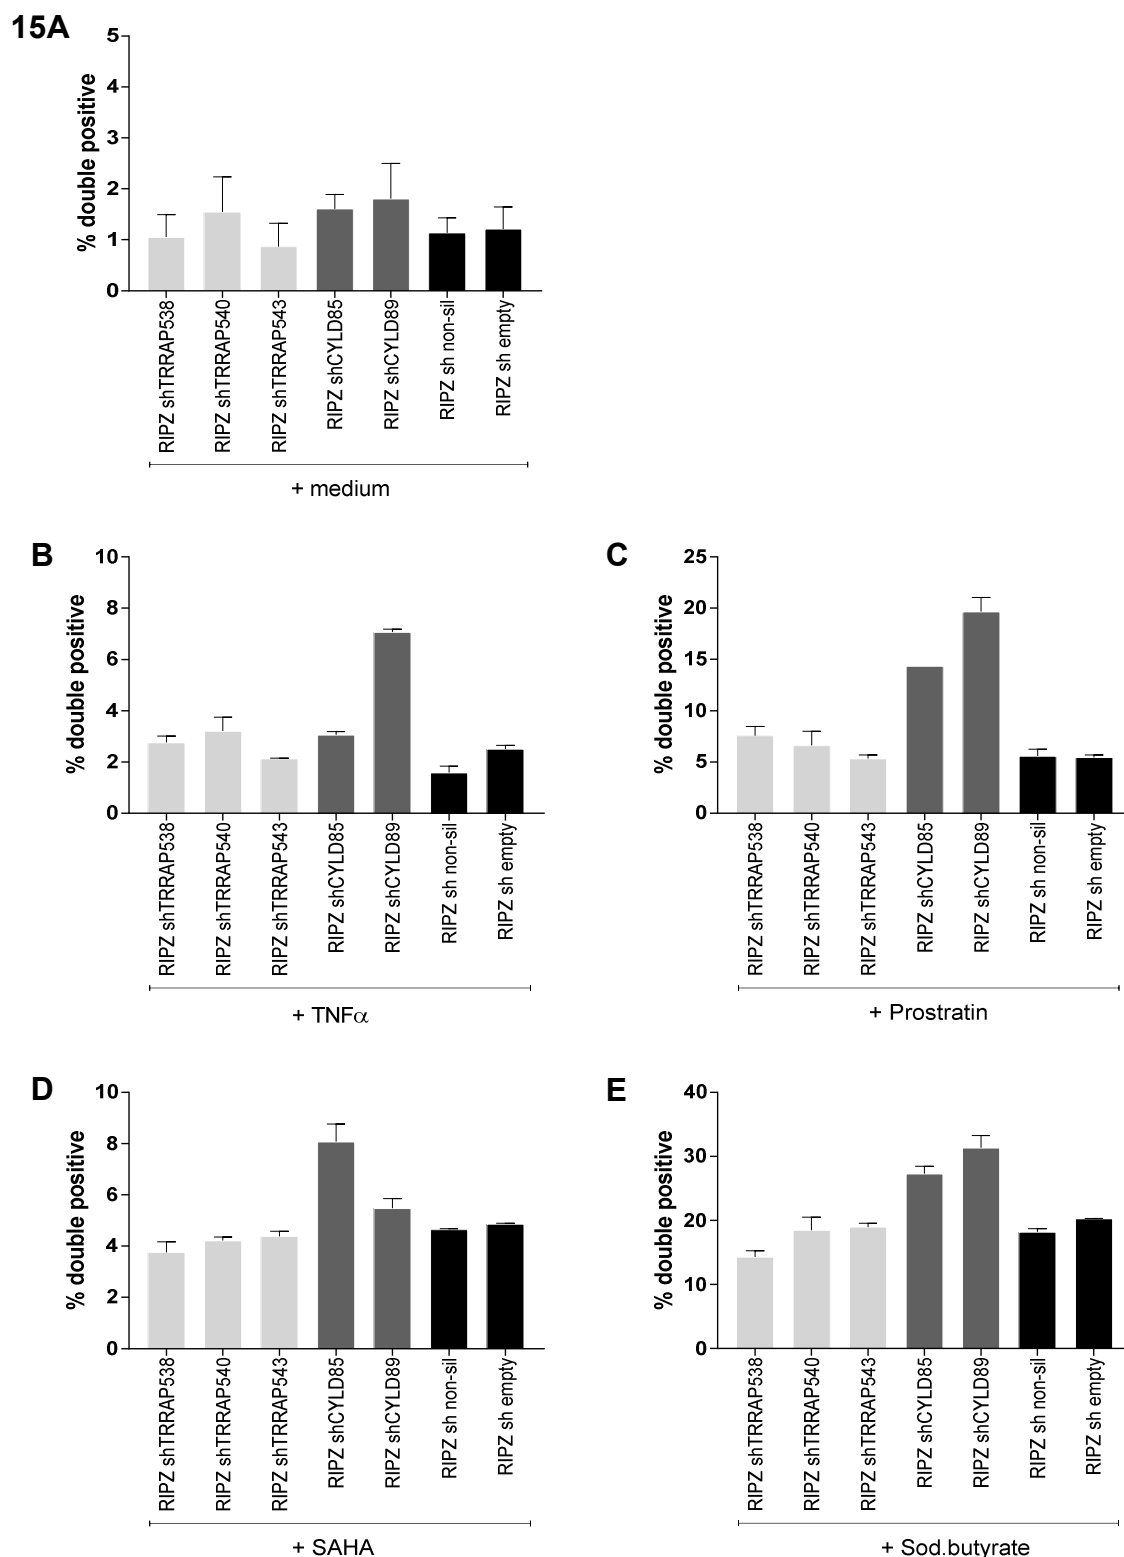 15A
% double positive
5
4
3
2
1
0
RIPZ shTRRAP538
RIPZ shTRRAP540
RIPZ shTRRAP543
RIPZ shCYLD85
RIPZ shCYLD89
RIPZ sh non-sil
RIPZ sh empty
+ medium
B
% double positive
10
8
6
4
2
0
RIPZ shTRRAP538
RIPZ shTRRAP540
RIPZ shTRRAP543
RIPZ shCYLD85
RIPZ shCYLD89
RIPZ sh non-sil
RIPZ sh empty
+ TNFα
C
% double positive
25
20
15
10
5
0
RIPZ shTRRAP538
RIPZ shTRRAP540
RIPZ shTRRAP543
RIPZ shCYLD85
RIPZ shCYLD89
RIPZ sh non-sil
RIPZ sh empty
+ Prostratin
D
% double positive
10
8
6
4
2
0
RIPZ shTRRAP538
RIPZ shTRRAP540
RIPZ shTRRAP543
RIPZ shCYLD85
RIPZ shCYLD89
RIPZ sh non-sil
RIPZ sh empty
+ SAHA
E
% double positive
40
30
20
10
0
RIPZ shTRRAP538
RIPZ shTRRAP540
RIPZ shTRRAP543
RIPZ shCYLD85
RIPZ shCYLD89
RIPZ sh non-sil
RIPZ sh empty
+ Sod.butyrate